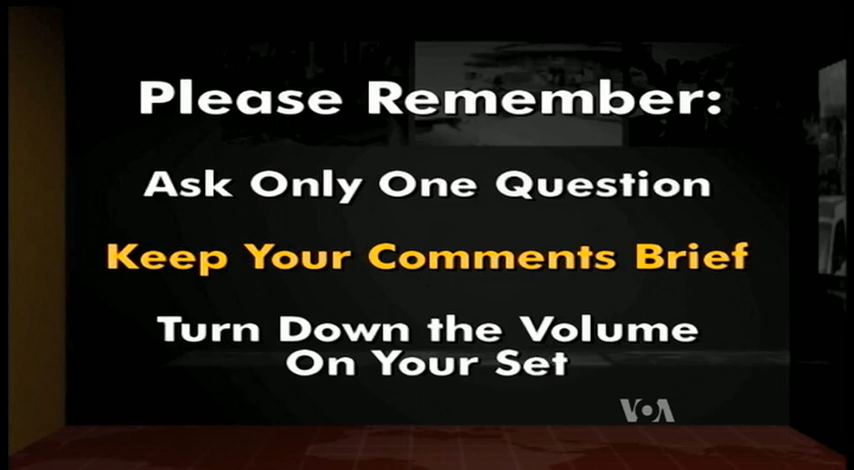 Please Remember:
Ask Only One Question
Keep Your Comments Brief
Turn Down the Volume
On Your Set
VOA